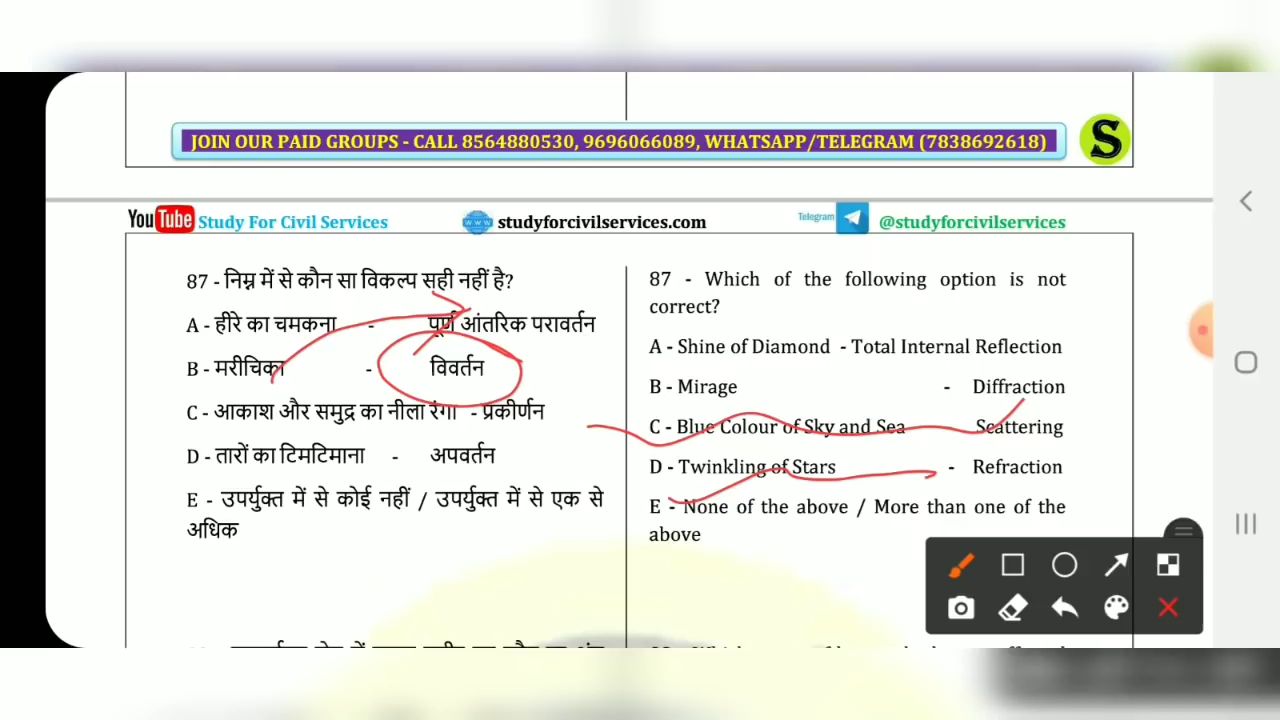 JOIN OUR PAID GROUPS - CALL 8564880530, 9696066089, WHATSAPP/TELEGRAM (7838692618)
S
YouTube Study For Civil Services
www studyforcivilservices.com
Telegram @studyforcivilservices
87 - निम्न में से कौन सा विकल्प सही नहीं है?
A - हीरे का चमकना - पूर्ण आंतरिक परावर्तन
B - मरीचिका - विवर्तन
C - आकाश और समुद्र का नीला रंगा - प्रकीर्णन
D - तारों का टिमटिमाना - अपवर्तन
E - उपर्युक्त में से कोई नहीं / उपर्युक्त में से एक से
अधिक
87 - Which of the following option is not
correct?
A - Shine of Diamond - Total Internal Reflection
B - Mirage - Diffraction
C - Blue Colour of Sky and Sea Scattering
D - Twinkling of Stars - Refraction
E - None of the above / More than one of the
above